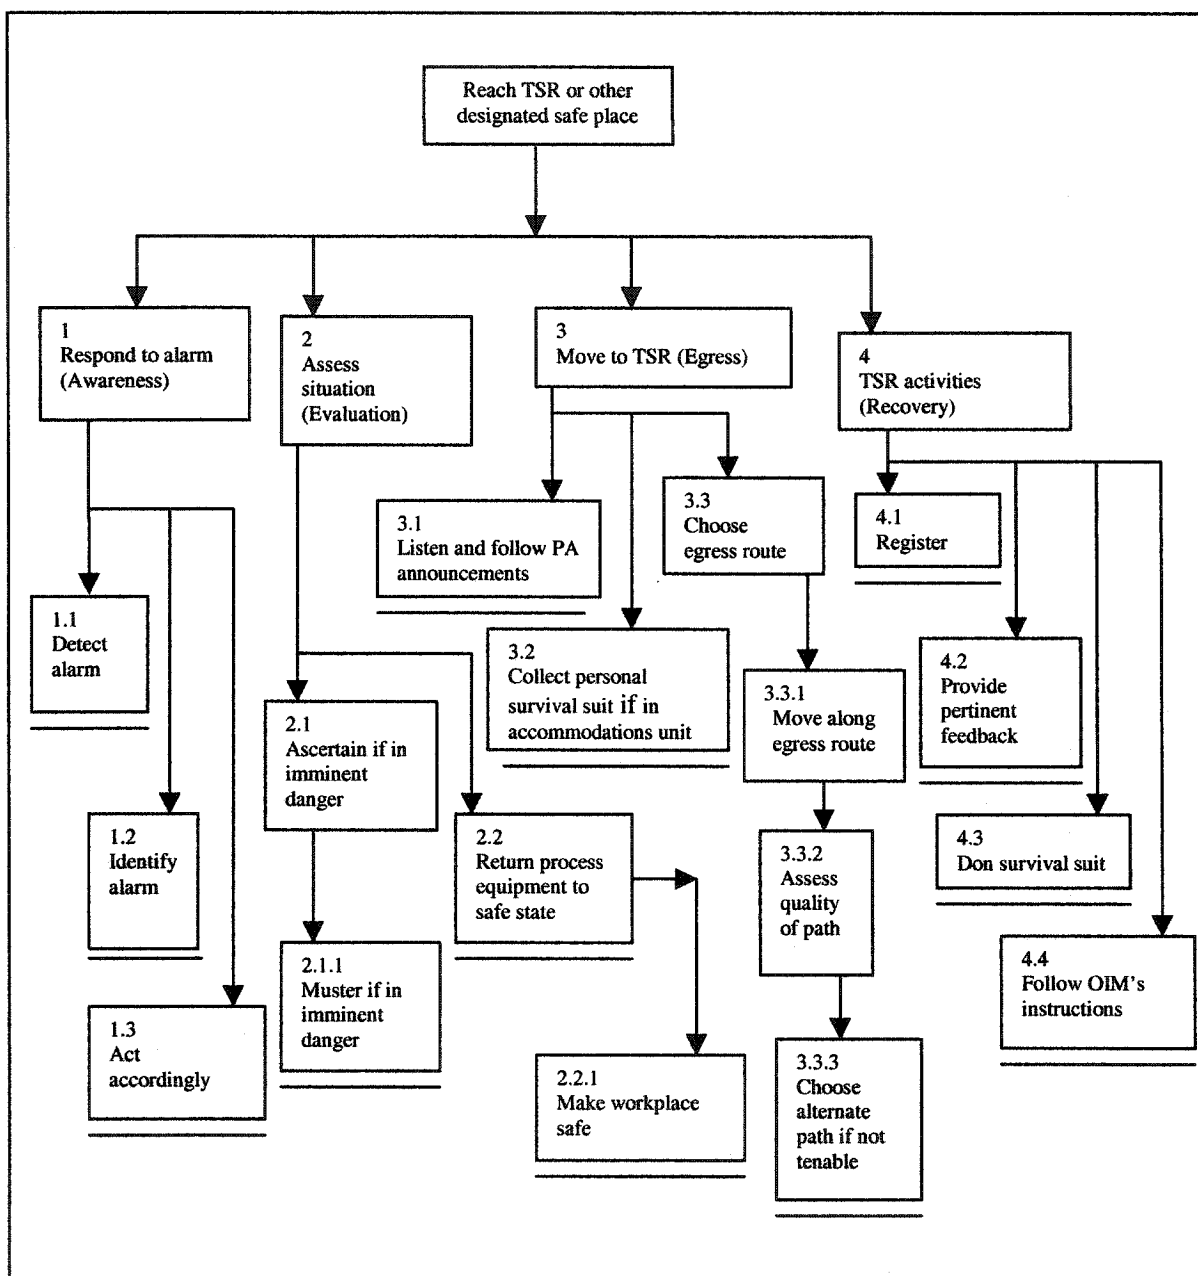 Reach TSR or other
designated safe place
1
Respond to alarm
(Awareness)
2
Assess
situation
(Evaluation)
3
Move to TSR (Egress)
4
TSR activities
(Recovery)
1.1
Detect
alarm
1.2
Identify
alarm
1.3
Act
accordingly
2.1
Ascertain if in
imminent
danger
2.1.1
Muster if in
imminent
danger
2.2
Return process
equipment to
safe state
2.2.1
Make workplace
safe
3.1
Listen and follow PA
announcements
3.2
Collect personal
survival suit if in
accommodations unit
3.3
Choose
egress route
3.3.1
Move along
egress route
3.3.2
Assess
quality
of path
3.3.3
Choose
alternate
path if not
tenable
4.1
Register
4.2
Provide
pertinent
feedback
4.3
Don survival suit
4.4
Follow OIM's
instructions